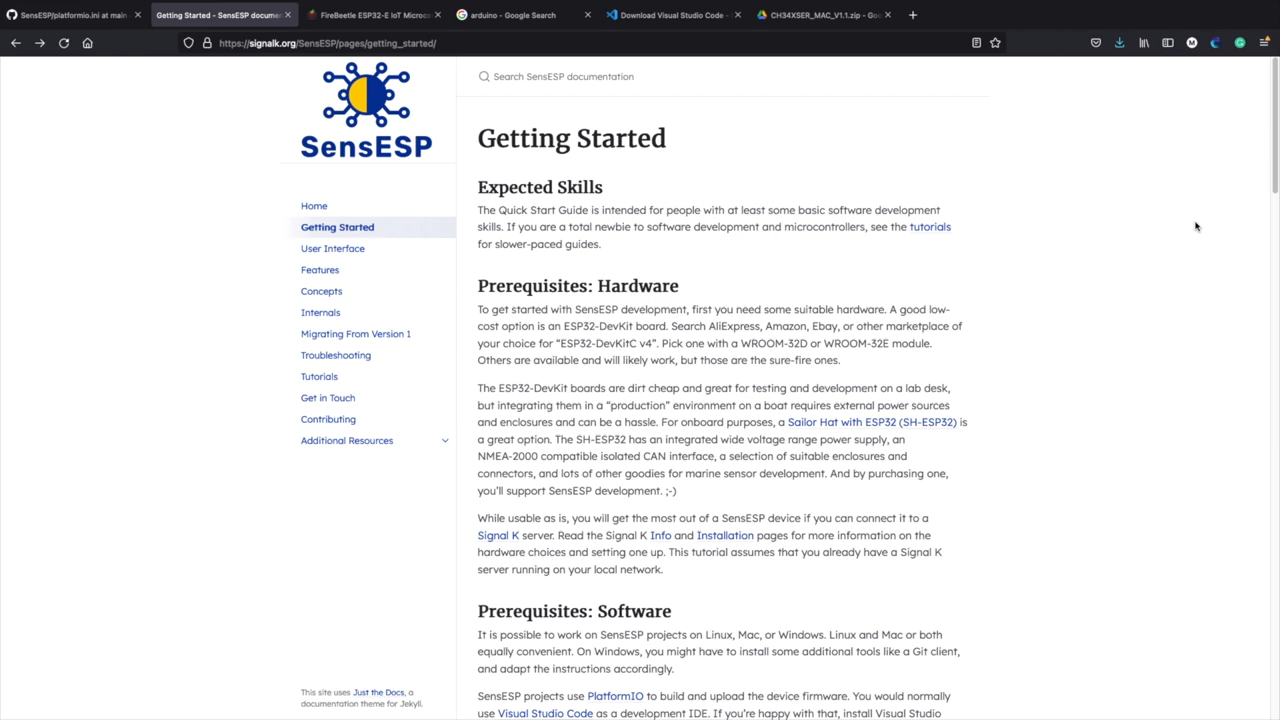 SensESP/platformio.ini at main
Getting Started - SensESP docume
FireBeetle ESP32-E IoT Microc
arduino - Google Search
Download Visual Studio Code -
CH34XSER_MAC_V1.1.zip - Go
https://signalk.org/SensESP/pages/getting_started/
SensESP
Home
Getting Started
User Interface
Features
Concepts
Internals
Migrating From Version 1
Troubleshooting
Tutorials
Get in Touch
Contributing
Additional Resources
This site uses Just the Docs, a
documentation theme for Jekyll.
Search SensESP documentation
Getting Started
Expected Skills
The Quick Start Guide is intended for people with at least some basic software development
skills. If you are a total newbie to software development and microcontrollers, see the tutorials
for slower-paced guides.
Prerequisites: Hardware
To get started with SensESP development, first you need some suitable hardware. A good low-
cost option is an ESP32-DevKit board. Search AliExpress, Amazon, Ebay, or other marketplace of
your choice for “ESP32-DevKitC v4”. Pick one with a WROOM-32D or WROOM-32E module.
Others are available and will likely work, but those are the sure-fire ones.
The ESP32-DevKit boards are dirt cheap and great for testing and development on a lab desk,
but integrating them in a “production” environment on a boat requires external power sources
and enclosures and can be a hassle. For onboard purposes, a Sailor Hat with ESP32 (SH-ESP32) is
a great option. The SH-ESP32 has an integrated wide voltage range power supply, an
NMEA-2000 compatible isolated CAN interface, a selection of suitable enclosures and
connectors, and lots of other goodies for marine sensor development. And by purchasing one,
you’ll support SensESP development. ;-)
While usable as is, you will get the most out of a SensESP device if you can connect it to a
Signal K server. Read the Signal K Info and Installation pages for more information on the
hardware choices and setting one up. This tutorial assumes that you already have a Signal K
server running on your local network.
Prerequisites: Software
It is possible to work on SensESP projects on Linux, Mac, or Windows. Linux and Mac or both
equally convenient. On Windows, you might have to install some additional tools like a Git client,
and adapt the instructions accordingly.
SensESP projects use PlatformIO to build and upload the device firmware. You would normally
use Visual Studio Code as a development IDE. If you’re happy with that, install Visual Studio